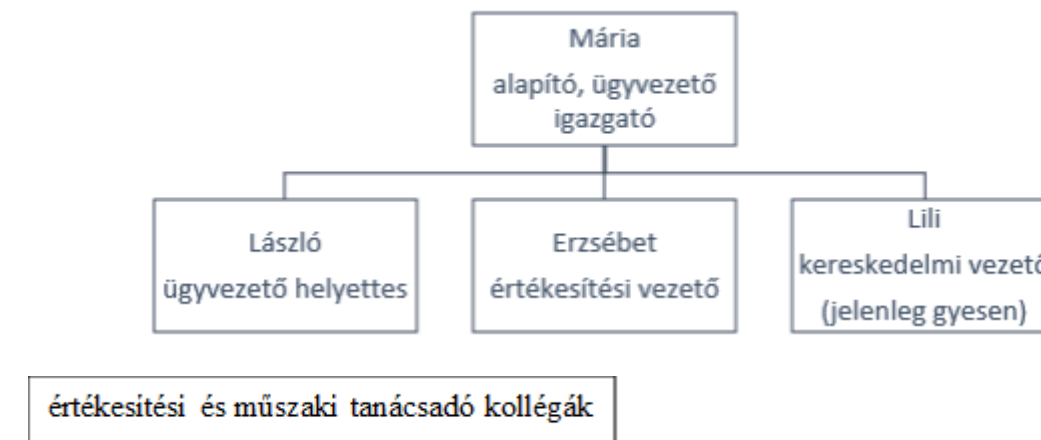 Mária
alapító, ügyvezető
igazgató
László
ügyvezető helyettes
Erzsébet
értékesítési vezető
Lili
kereskedelmi vezető
(jelenleg gyesen)
értékesítési és műszaki tanácsadó kollégák